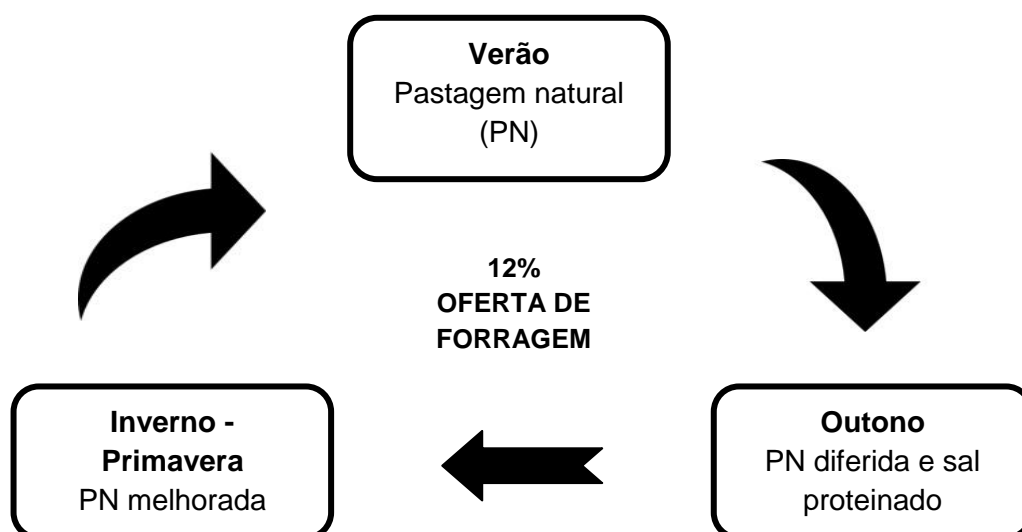 Verão
Pastagem natural
(PN)
12%
OFERTA DE
FORRAGEM
Inverno -
Primavera
PN melhorada
Outono
PN diferida e sal
proteinado